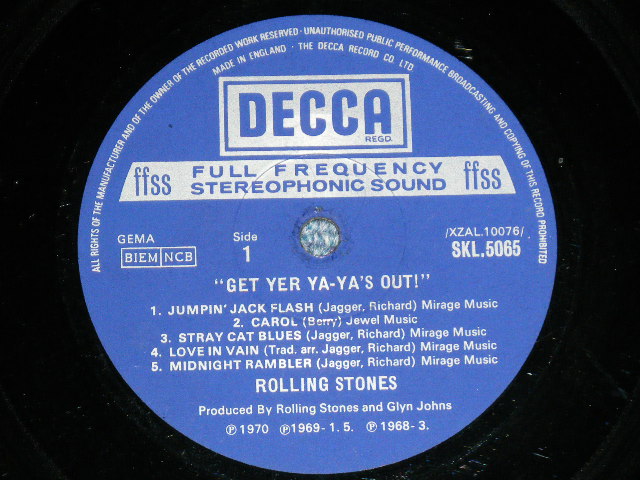 ALL RIGHTS OF THE MANUFACTURER AND OF THE OWNER OF THE RECORDED WORK RESERVED · UNAUTHORISED PUBLIC PERFORMANCE BROADCASTING AND COPYING OF THIS RECORD PROHIBITED
MADE IN ENGLAND · THE DECCA RECORD CO. LTD.
DECCA
REGD.
ffss FULL FREQUENCY STEREOPHONIC SOUND ffss
GEMA
BIEM NCB
Side
1
/XZAL.10076/
SKL.5065
"GET YER YA-YA'S OUT!"
1. JUMPIN' JACK FLASH (Jagger, Richard) Mirage Music
2. CAROL (Berry) Jewel Music
3. STRAY CAT BLUES (Jagger, Richard) Mirage Music
4. LOVE IN VAIN (Trad. arr. Jagger, Richard) Mirage Music
5. MIDNIGHT RAMBLER (Jagger, Richard) Mirage Music
ROLLING STONES
Produced By Rolling Stones and Glyn Johns
℗ 1970 ℗1969-1. 5. ℗ 1968-3.